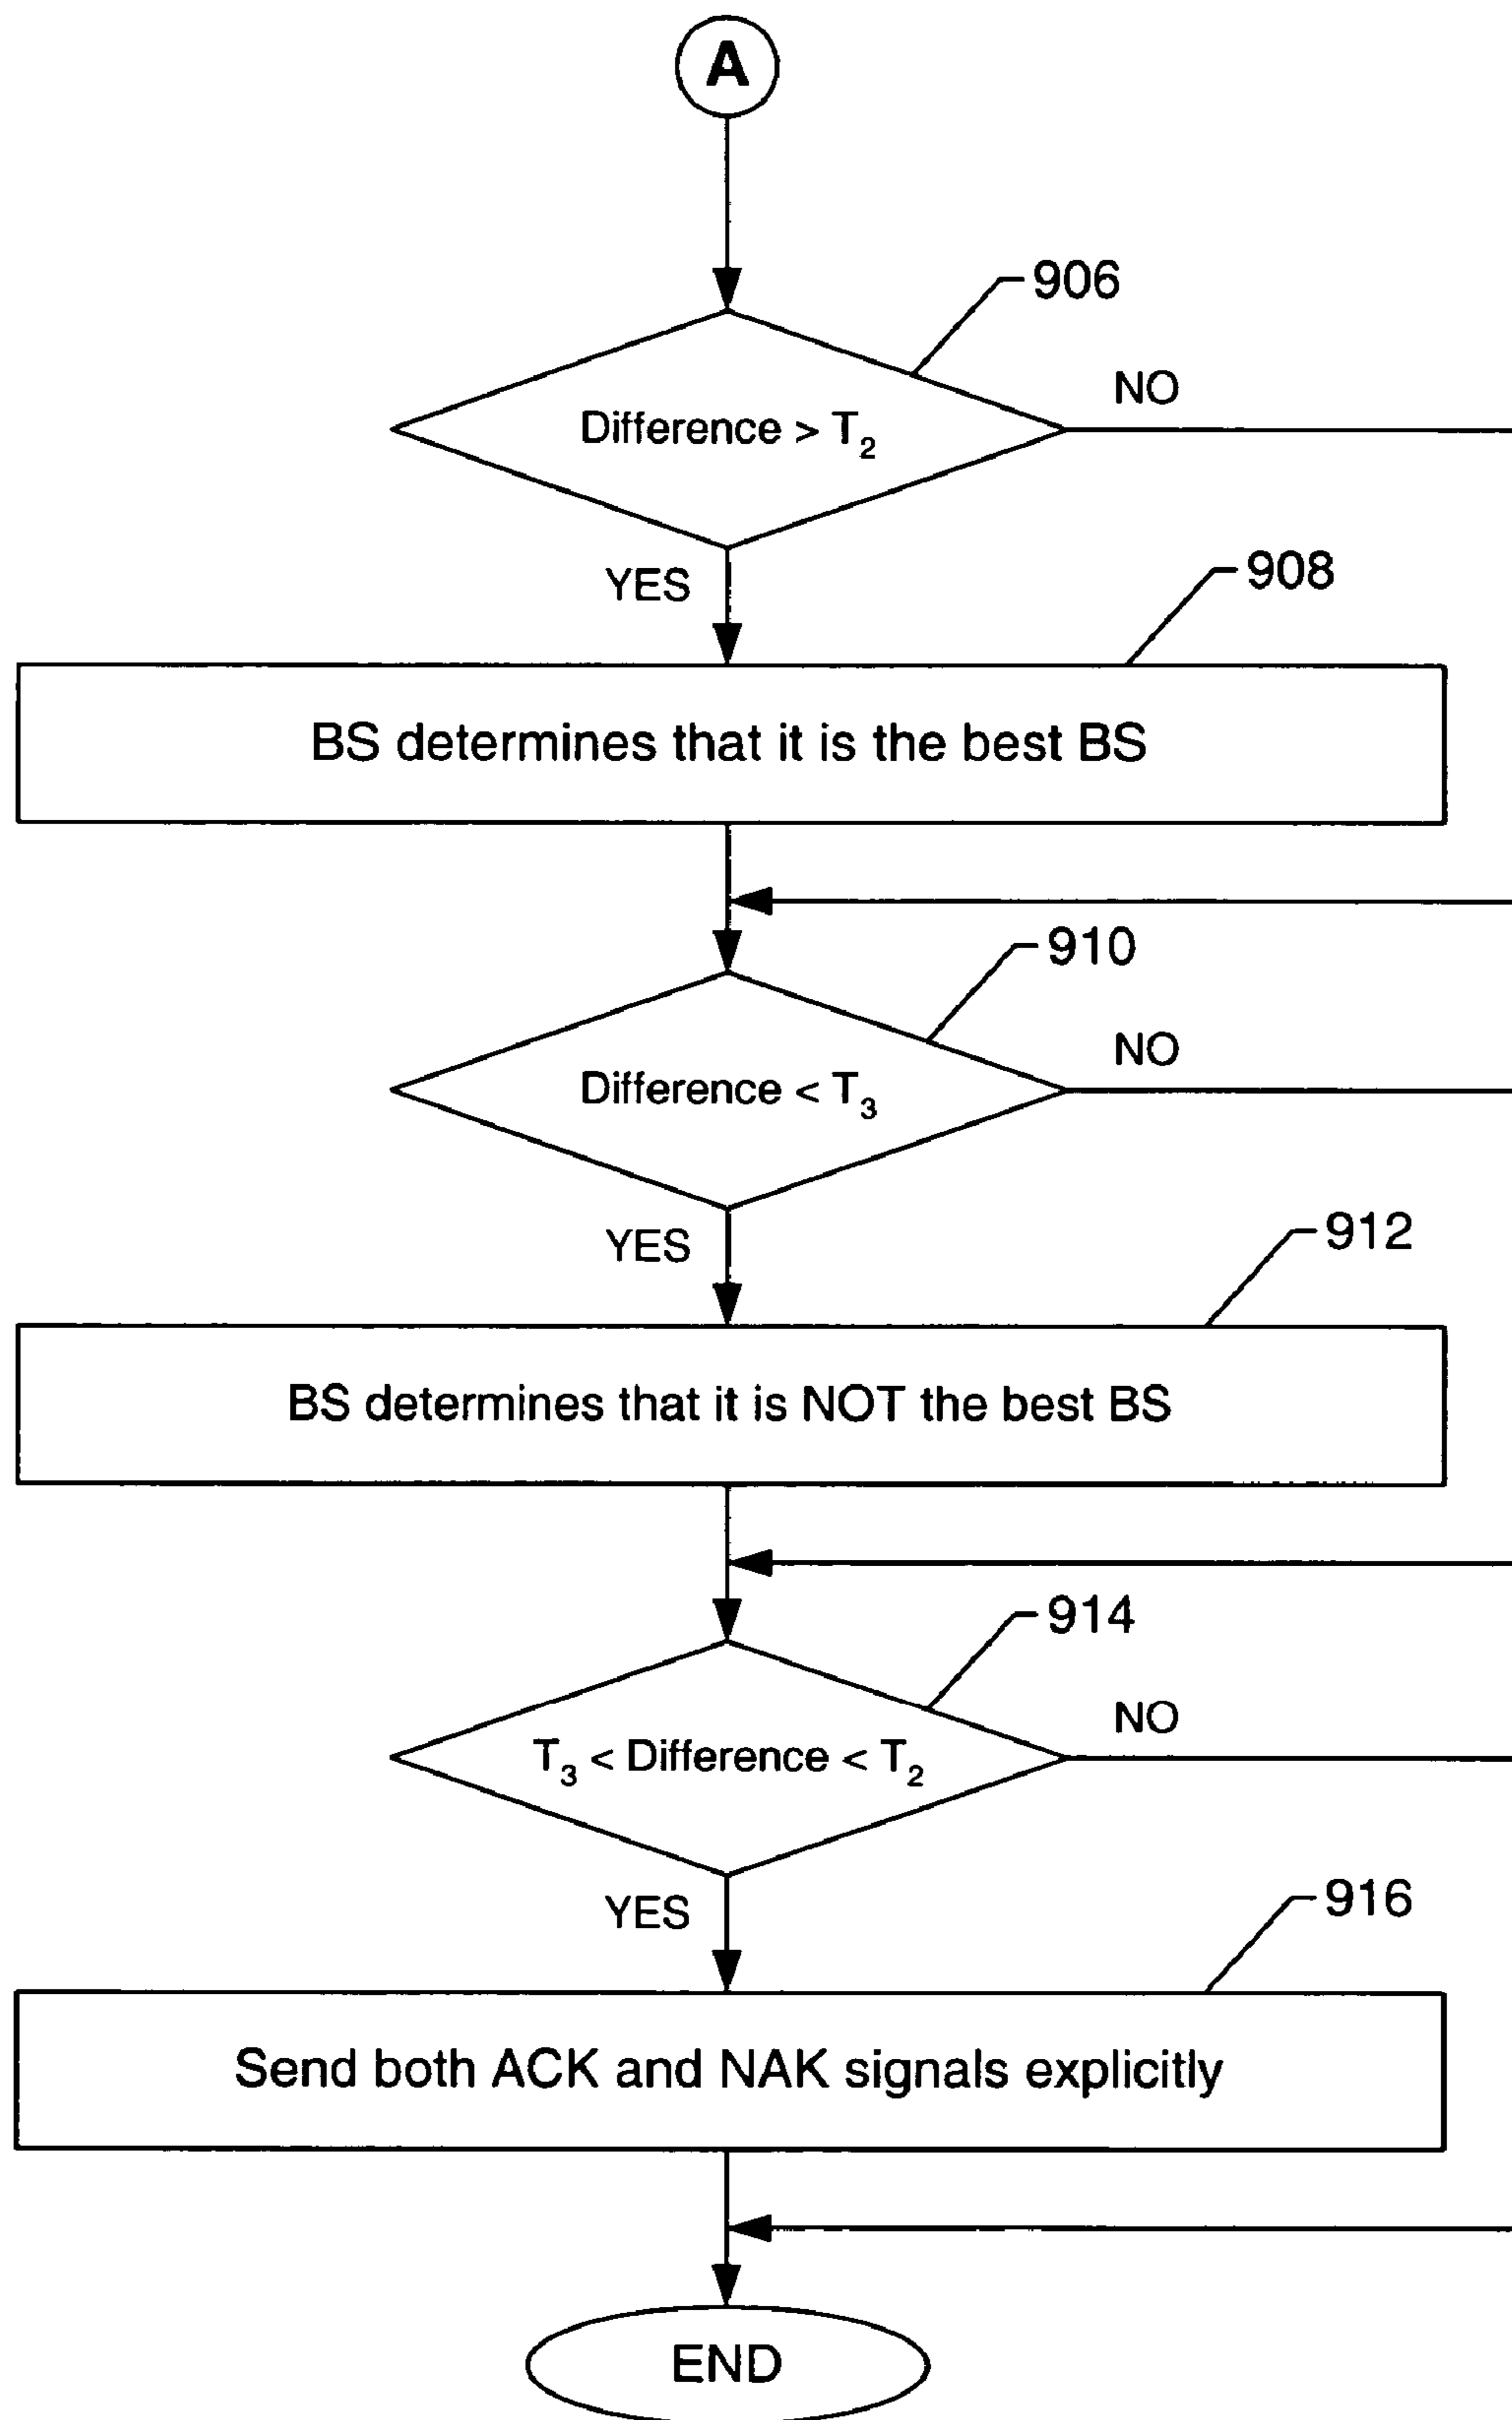 A
906
Difference > T₂
NO
YES
908
BS determines that it is the best BS
910
Difference < T₃
NO
YES
912
BS determines that it is NOT the best BS
914
T₃ < Difference < T₂
NO
YES
916
Send both ACK and NAK signals explicitly
END